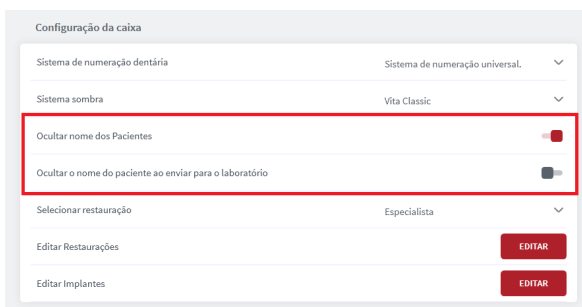 Configuração da caixa
Sistema de numeração dentária Sistema de numeração universal.
Sistema sombra Vita Classic
Ocultar nome dos Pacientes
Ocultar o nome do paciente ao enviar para o laboratório
Selecionar restauração Especialista
Editar Restaurações EDITAR
Editar Implantes EDITAR